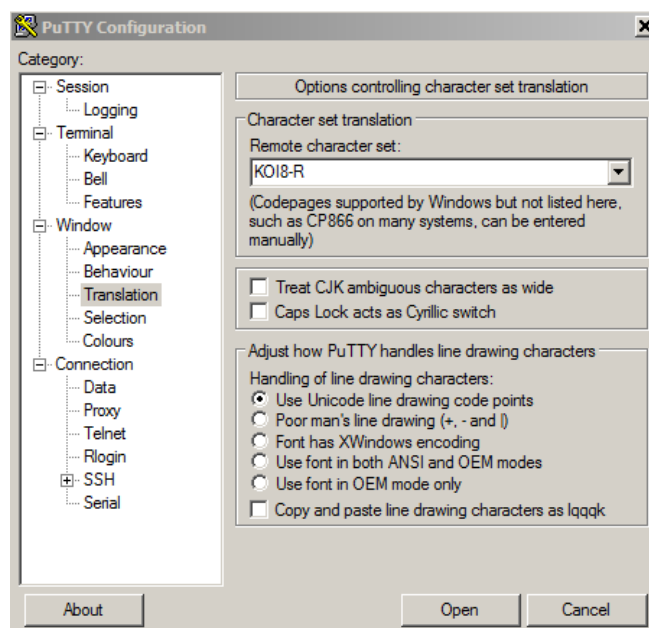 PuTTY Configuration
Category:
Session
Logging
Terminal
Keyboard
Bell
Features
Window
Appearance
Behaviour
Translation
Selection
Colours
Connection
Data
Proxy
Telnet
Rlogin
SSH
Serial
Options controlling character set translation
Character set translation
Remote character set:
KOI8-R
(Codepages supported by Windows but not listed here,
such as CP866 on many systems, can be entered
manually)
Treat CJK ambiguous characters as wide
Caps Lock acts as Cyrillic switch
Adjust how PuTTY handles line drawing characters
Handling of line drawing characters:
Use Unicode line drawing code points
Poor man's line drawing (+, - and |)
Font has XWindows encoding
Use font in both ANSI and OEM modes
Use font in OEM mode only
Copy and paste line drawing characters as lqqqk
About
Open
Cancel